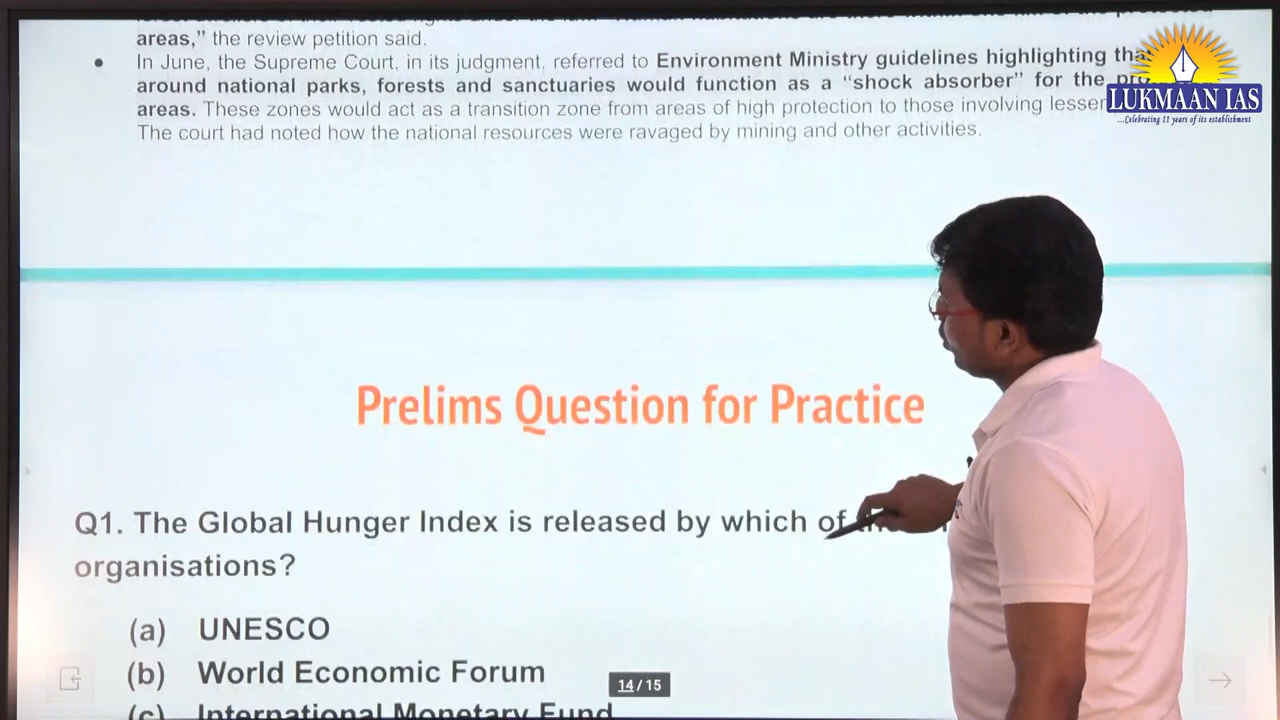 areas,” the review petition said.
• In June, the Supreme Court, in its judgment, referred to Environment Ministry guidelines highlighting
around national parks, forests and sanctuaries would function as a “shock absorber” for the
areas. These zones would act as a transition zone from areas of high protection to those involving lesser
The court had noted how the national resources were ravaged by mining and other activities.
LUKMAAN IAS
...Celebrating 11 years of its establishment
Prelims Question for Practice
Q1. The Global Hunger Index is released by which of
organisations?
(a) UNESCO
(b) World Economic Forum
(c) International Monetary Fund
14/15